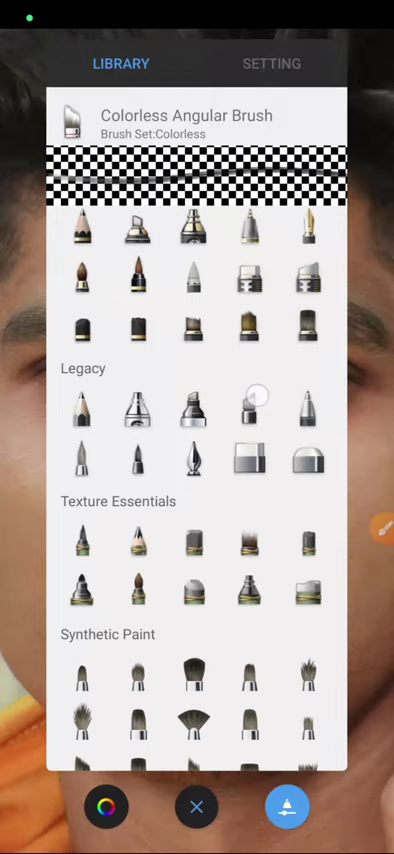 LIBRARY
SETTING
Colorless Angular Brush
Brush Set:Colorless
Legacy
Texture Essentials
Synthetic Paint